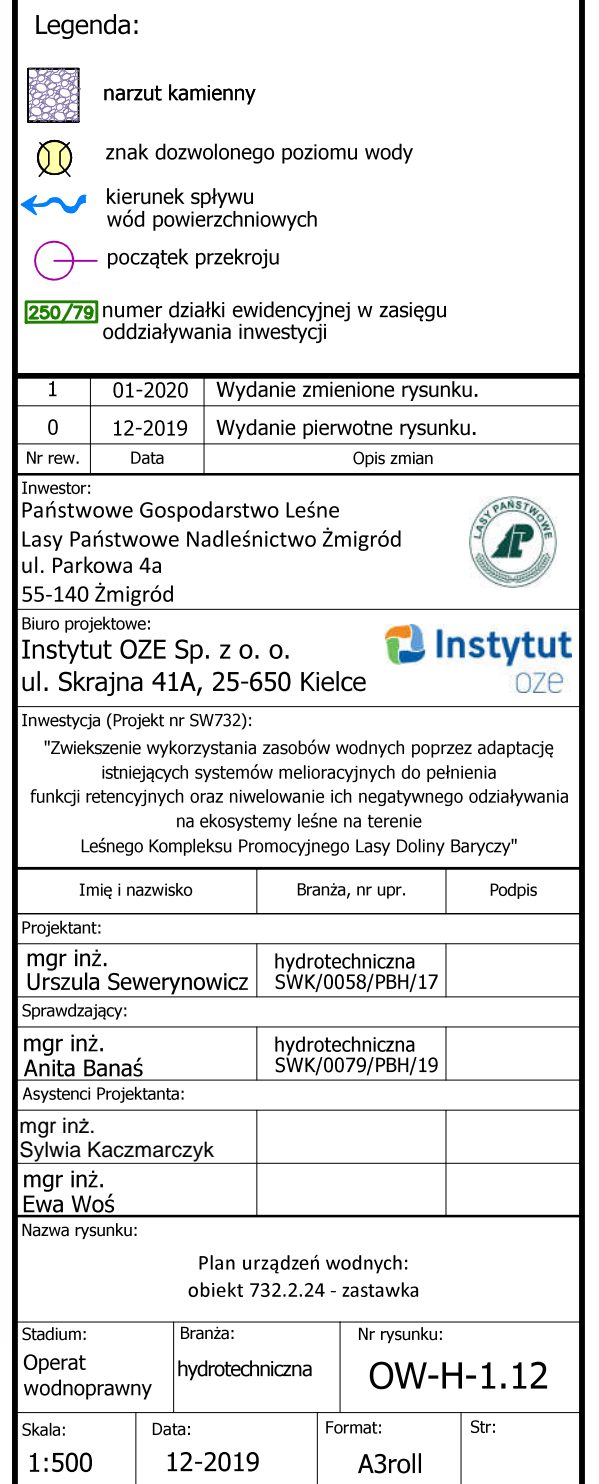 Legenda:
narzut kamienny
znak dozwolonego poziomu wody
kierunek spływu
wód powierzchniowych
początek przekroju
250/79 numer działki ewidencyjnej w zasięgu
oddziaływania inwestycji
1 01-2020 Wydanie zmienione rysunku.
0 12-2019 Wydanie pierwotne rysunku.
Nr rew. Data Opis zmian
Inwestor:
Państwowe Gospodarstwo Leśne
Lasy Państwowe Nadleśnictwo Żmigród
ul. Parkowa 4a
55-140 Żmigród
LASY PAŃSTWOWE
Biuro projektowe:
Instytut OZE Sp. z o. o.
ul. Skrajna 41A, 25-650 Kielce
Instytut
oze
Inwestycja (Projekt nr SW732):
"Zwiekszenie wykorzystania zasobów wodnych poprzez adaptację
istniejących systemów melioracyjnych do pełnienia
funkcji retencyjnych oraz niwelowanie ich negatywnego odziaływania
na ekosystemy leśne na terenie
Leśnego Kompleksu Promocyjnego Lasy Doliny Baryczy"
Imię i nazwisko Branża, nr upr. Podpis
Projektant:
mgr inż.
Urszula Sewerynowicz
hydrotechniczna
SWK/0058/PBH/17
Sprawdzający:
mgr inż.
Anita Banaś
hydrotechniczna
SWK/0079/PBH/19
Asystenci Projektanta:
mgr inż.
Sylwia Kaczmarczyk
mgr inż.
Ewa Woś
Nazwa rysunku:
Plan urządzeń wodnych:
obiekt 732.2.24 - zastawka
Stadium:
Operat
wodnoprawny
Branża:
hydrotechniczna
Nr rysunku:
OW-H-1.12
Skala:
1:500
Data:
12-2019
Format:
A3roll
Str: